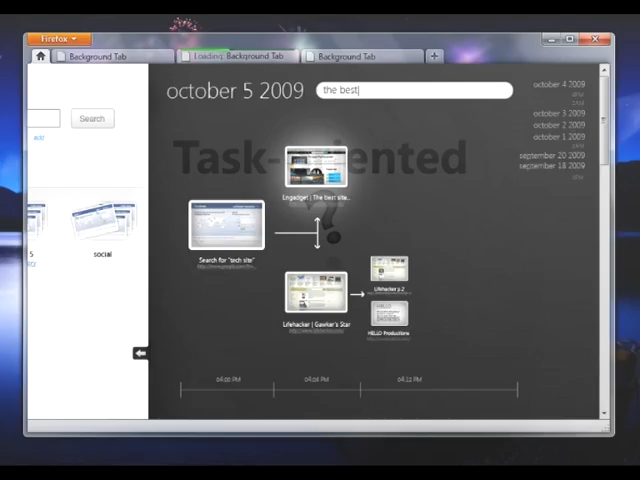 Firefox
Background Tab
Loading: Background Tab
Background Tab
october 5 2009
the best
october 4 2009
october 3 2009
october 2 2009
october 1 2009
september 20 2009
september 18 2009
Search
edit
Task-oriented
?
Engadget | The best site...
Search for "tech site"
social
5
Lifehacker p.2
Lifehacker | Gawker's Star
HELLO Productions
04:00 PM
04:04 PM
04:12 PM